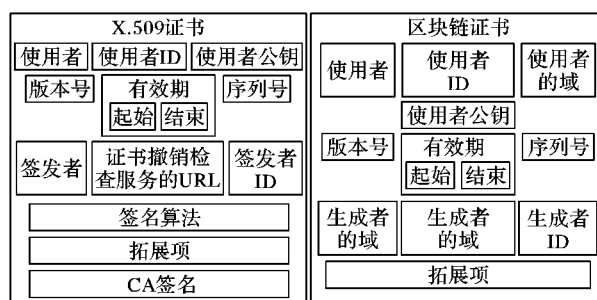 X.509证书
使用者 使用者ID 使用者公钥
版本号 有效期 序列号
起始 结束
签发者 证书撤销检查服务的URL 签发者ID
签名算法
拓展项
CA签名
区块链证书
使用者 使用者ID 使用者的域
使用者公钥
版本号 有效期 序列号
起始 结束
生成者的域 生成者的域 生成者ID
拓展项